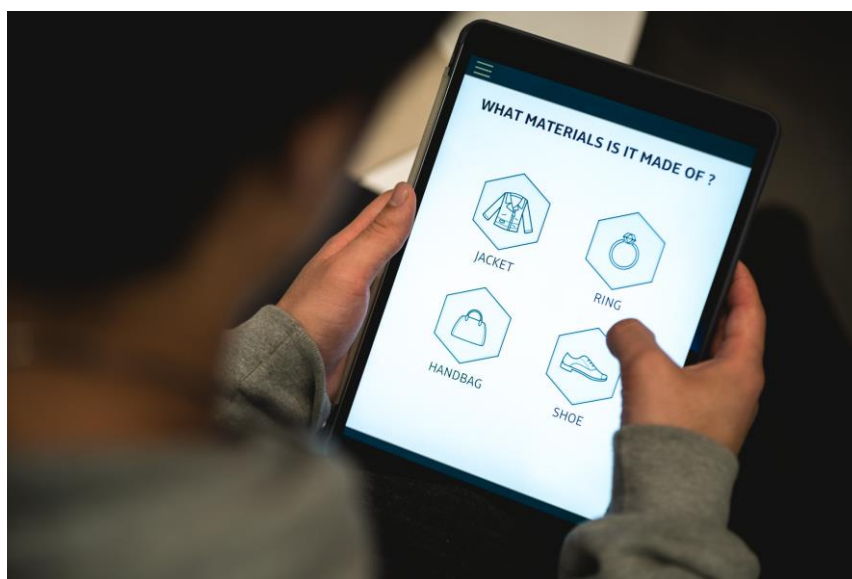 WHAT MATERIALS IS IT MADE OF ?
JACKET
RING
HANDBAG
SHOE